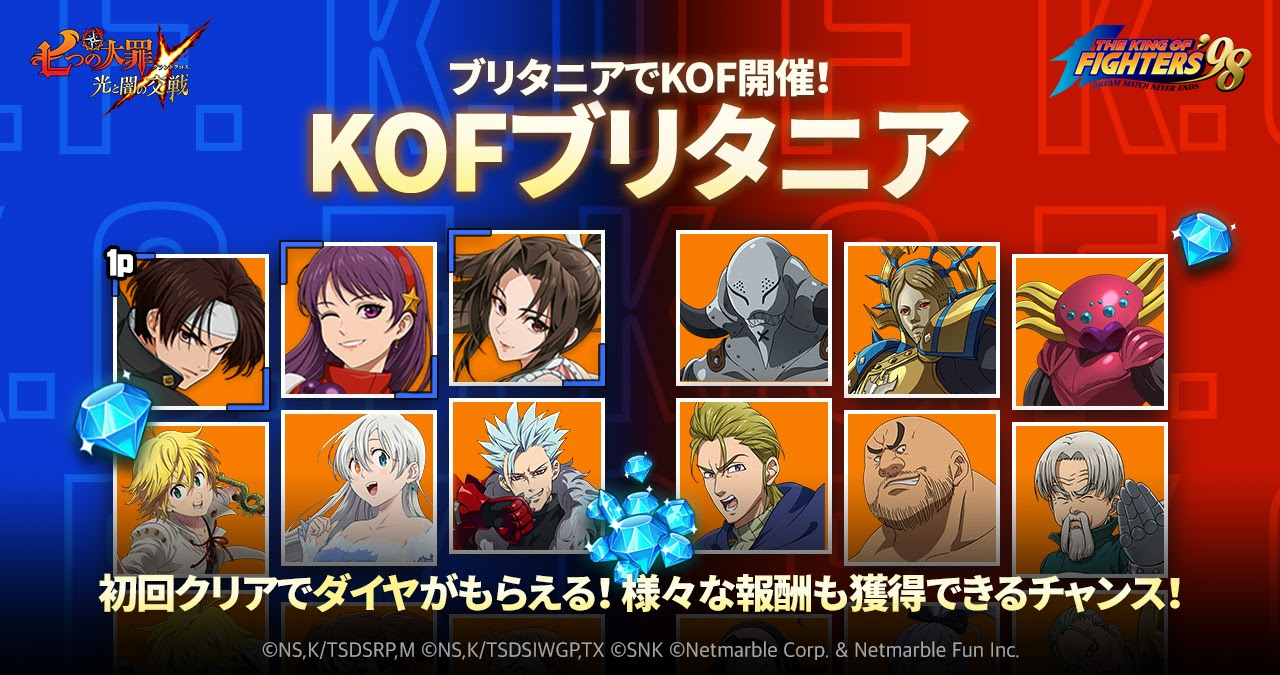 七つの大罪
光と闇の交戦
グランドクロス
THE KING OF
FIGHTERS '98
DREAM MATCH NEVER ENDS
ブリタニアでKOF開催!
KOFブリタニア
1p
初回クリアでダイヤがもらえる! 様々な報酬も獲得できるチャンス!
©NS,K/TSDSRP,M ©NS,K/TSDSIWGP,TX ©SNK ©Netmarble Corp. & Netmarble Fun Inc.